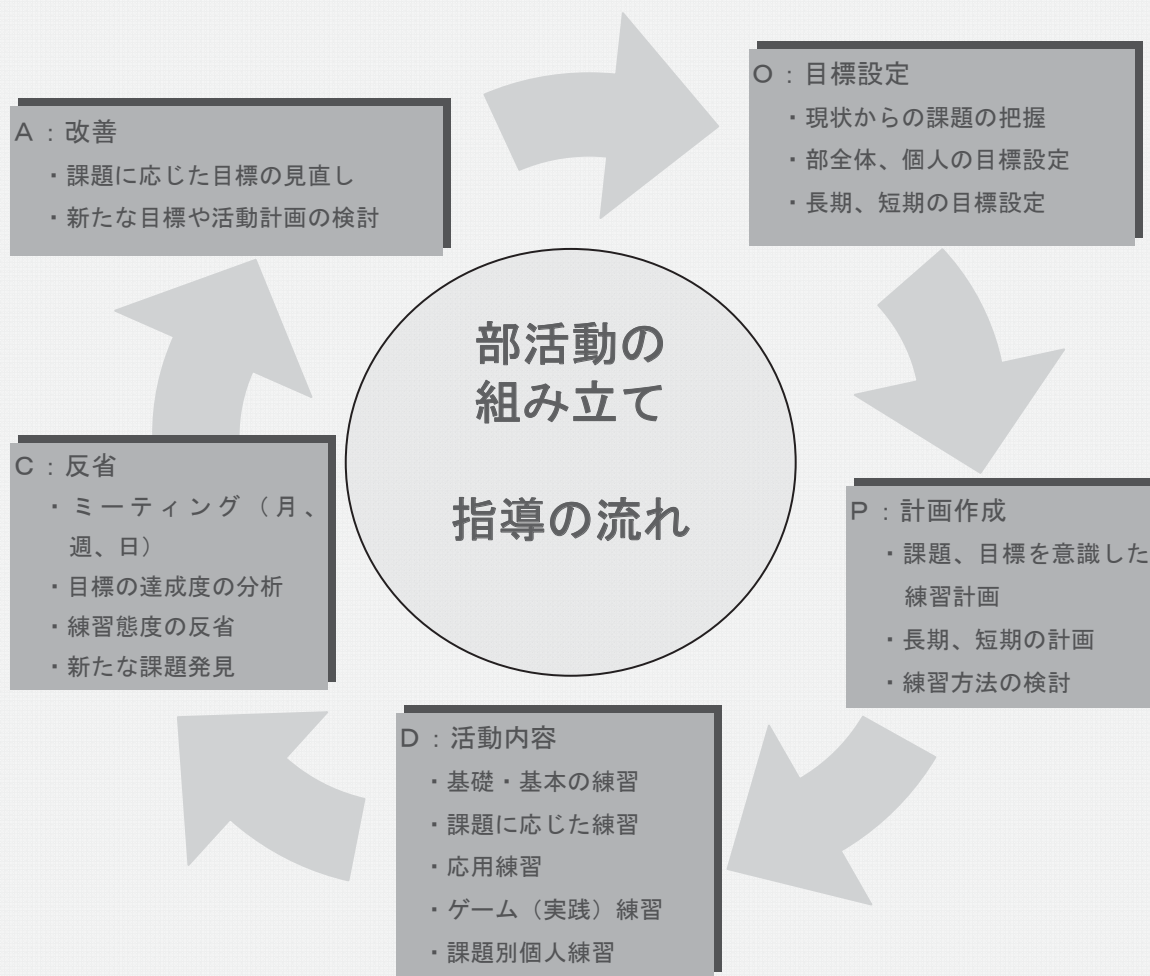 部活動の
組み立て
指導の流れ
O：目標設定
・現状からの課題の把握
・部全体、個人の目標設定
・長期、短期の目標設定
P：計画作成
・課題、目標を意識した
練習計画
・長期、短期の計画
・練習方法の検討
D：活動内容
・基礎・基本の練習
・課題に応じた練習
・応用練習
・ゲーム（実践）練習
・課題別個人練習
C：反省
・ミーティング（月、
週、日）
・目標の達成度の分析
・練習態度の反省
・新たな課題発見
A：改善
・課題に応じた目標の見直し
・新たな目標や活動計画の検討